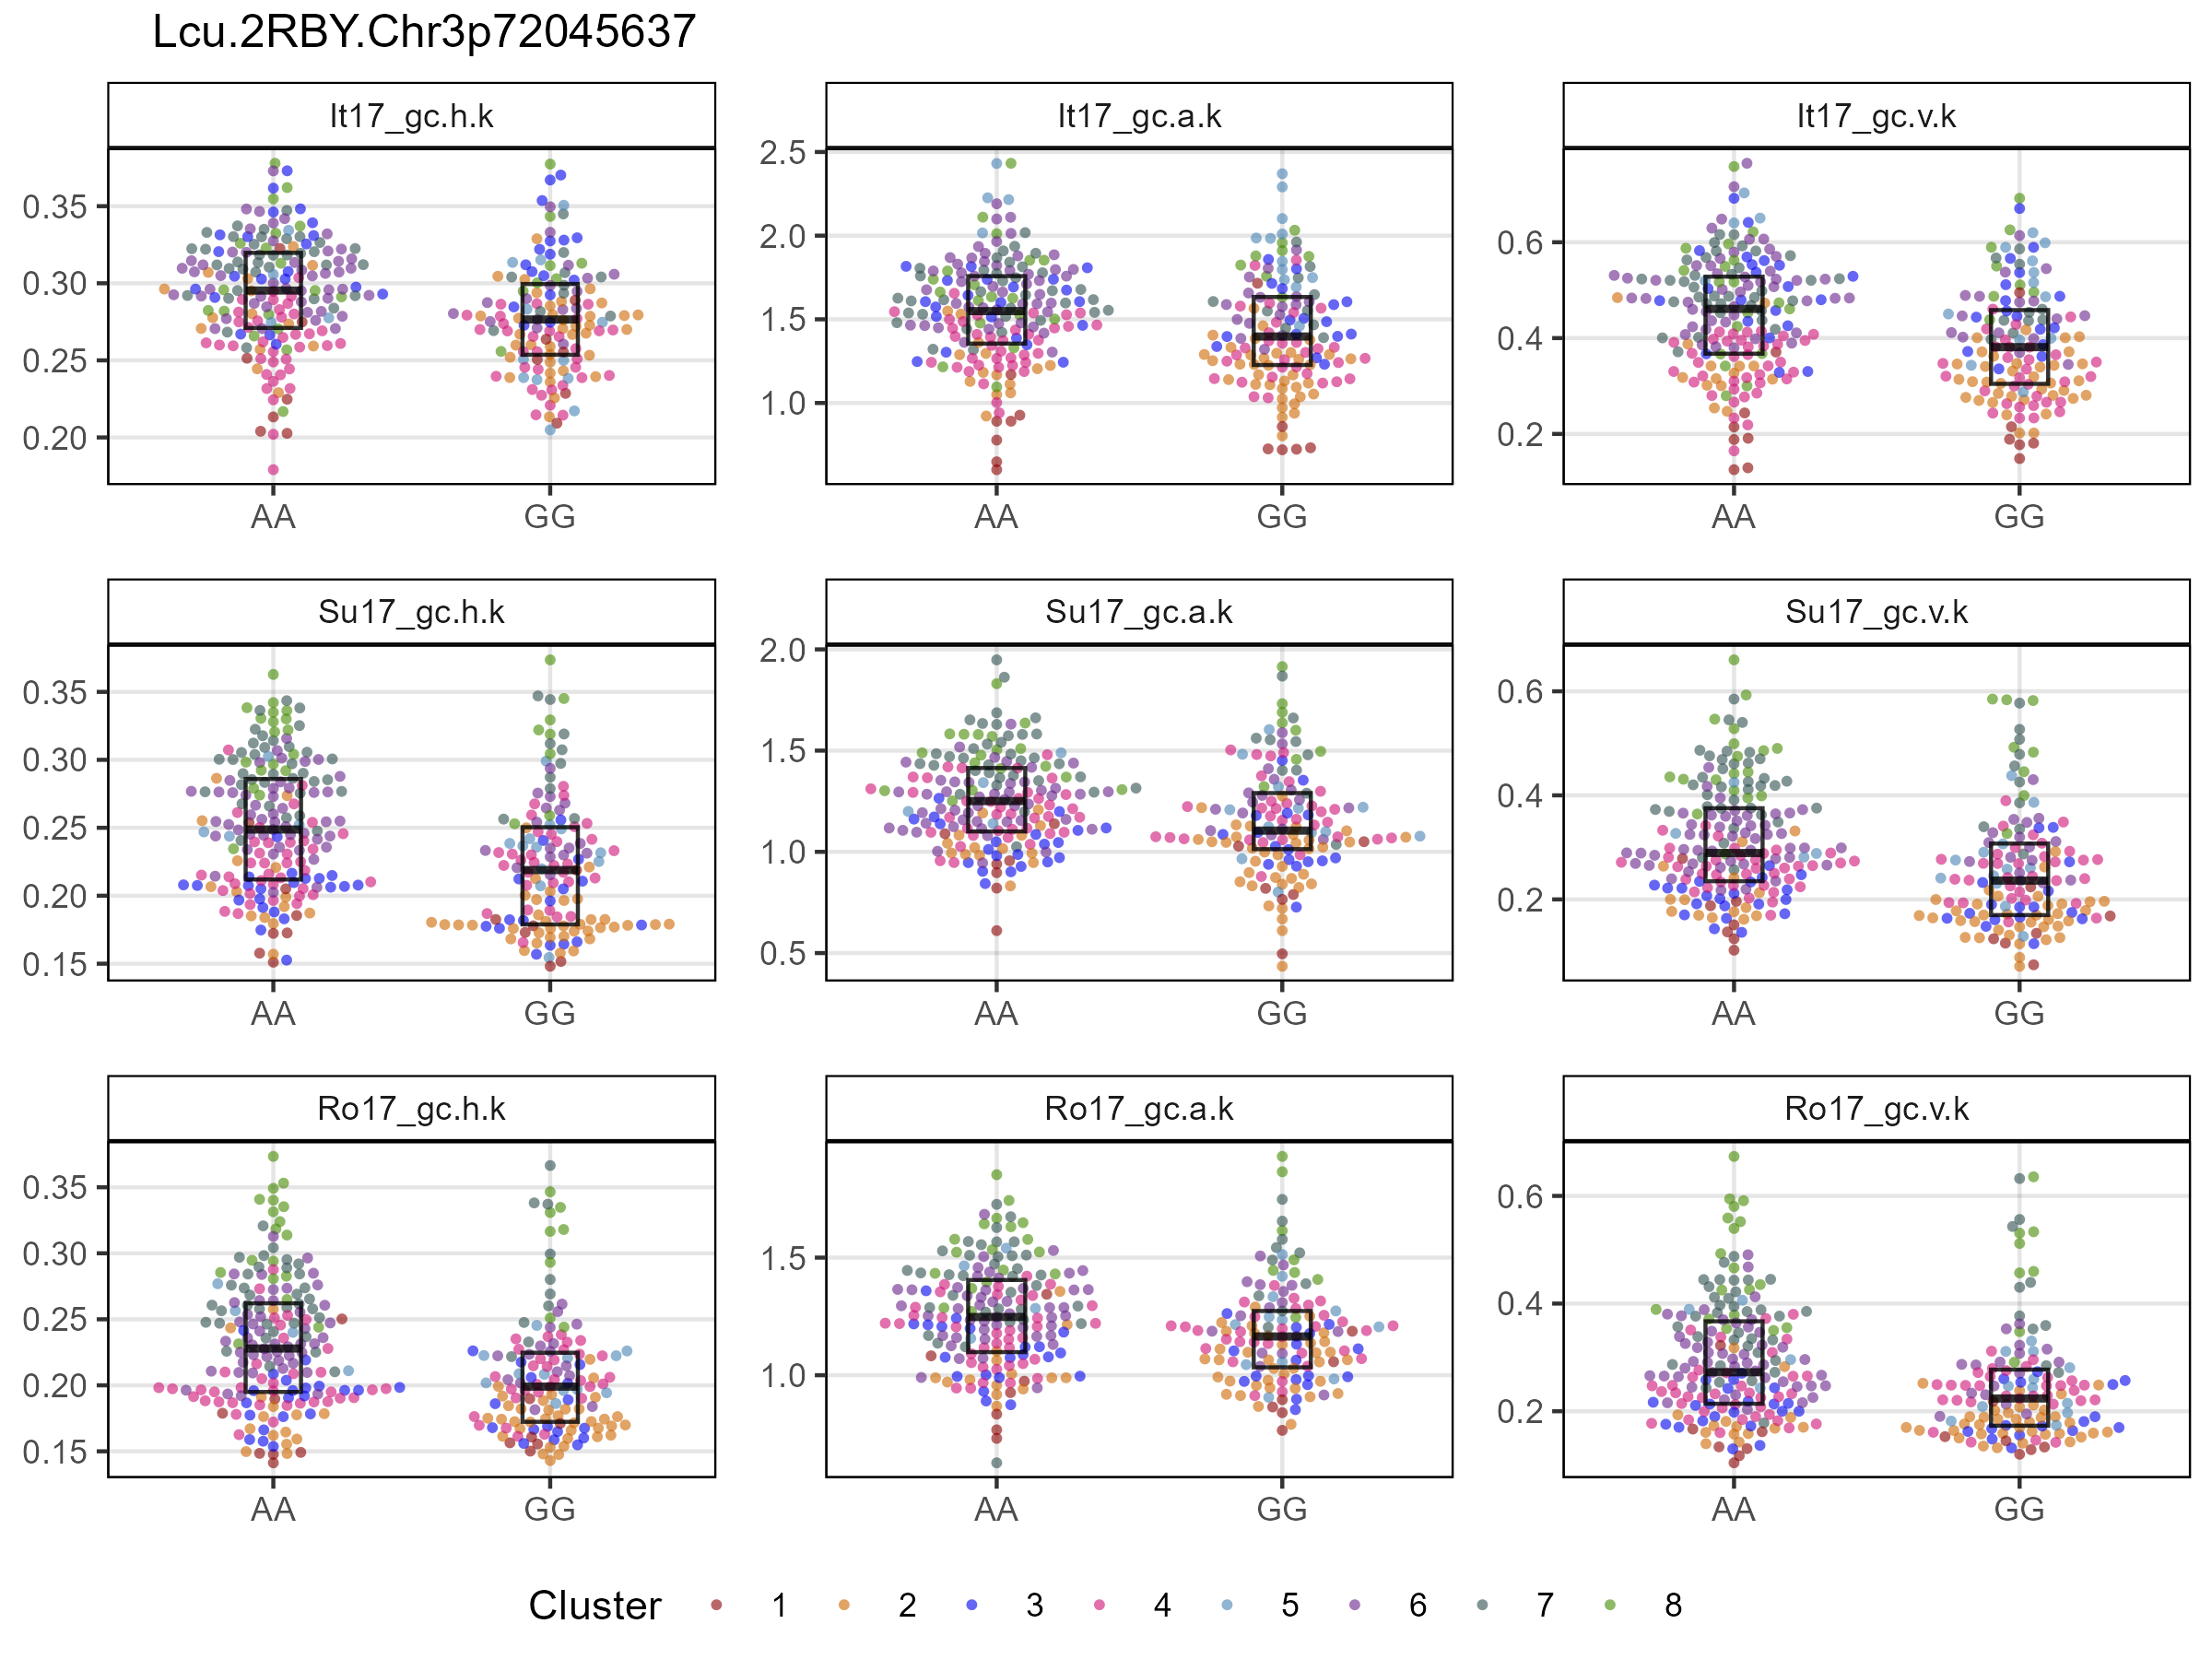 Lcu.2RBY.Chr3p72045637
It17_gc.h.k
It17_gc.a.k
It17_gc.v.k
0.35
0.30
0.25
0.20
AA
GG
2.5
2.0
1.5
1.0
AA
GG
0.6
0.4
0.2
AA
GG
Su17_gc.h.k
Su17_gc.a.k
Su17_gc.v.k
0.35
0.30
0.25
0.20
0.15
AA
GG
2.0
1.5
1.0
0.5
AA
GG
0.6
0.4
0.2
AA
GG
Ro17_gc.h.k
Ro17_gc.a.k
Ro17_gc.v.k
0.35
0.30
0.25
0.20
0.15
AA
GG
1.5
1.0
AA
GG
0.6
0.4
0.2
AA
GG
Cluster 1 2 3 4 5 6 7 8